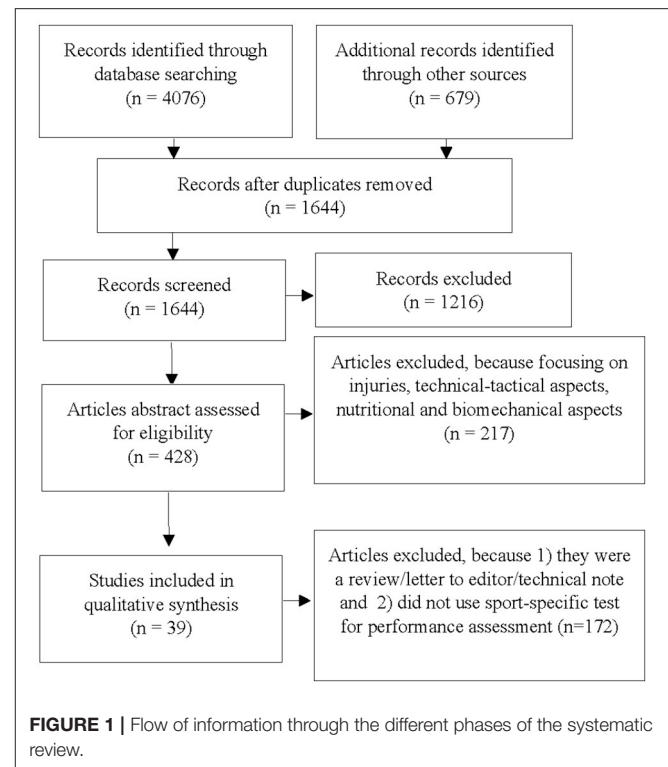 Records identified through
database searching
(n = 4076)
Additional records identified
through other sources
(n = 679)
Records after duplicates removed
(n = 1644)
Records screened
(n = 1644)
Records excluded
(n = 1216)
Articles abstract assessed
for eligibility
(n = 428)
Articles excluded, because focusing on
injuries, technical-tactical aspects,
nutritional and biomechanical aspects
(n = 217)
Studies included in
qualitative synthesis
(n = 39)
Articles excluded, because 1) they were
a review/letter to editor/technical note
and 2) did not use sport-specific test
for performance assessment (n=172)
FIGURE 1 | Flow of information through the different phases of the systematic
review.